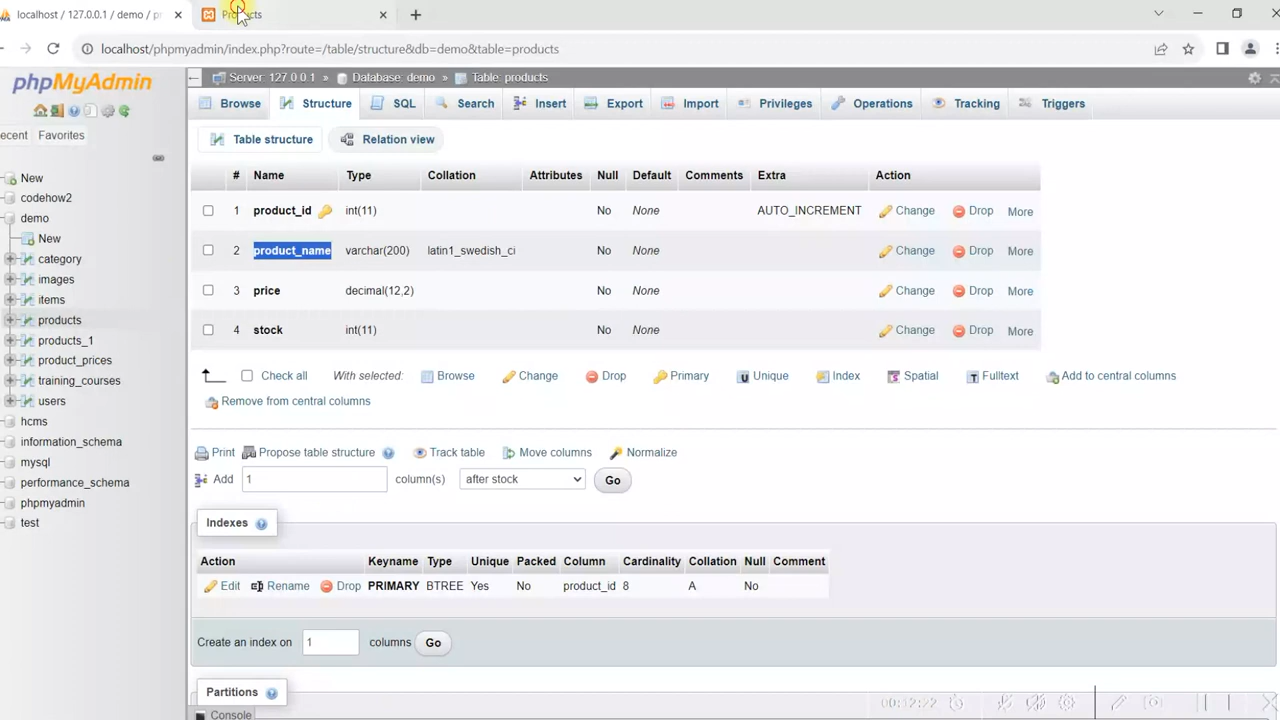 localhost / 127.0.0.1 / demo / pr
Products
localhost/phpmyadmin/index.php?route=/table/structure&db=demo&table=products
phpMyAdmin
Server: 127.0.0.1 » Database: demo » Table: products
Browse Structure SQL Search Insert Export Import Privileges Operations Tracking Triggers
ecent Favorites
Table structure Relation view
New
codehow2
demo
New
category
images
items
products
products_1
product_prices
training_courses
users
hcms
information_schema
mysql
performance_schema
phpmyadmin
test
# Name Type Collation Attributes Null Default Comments Extra Action
1 product_id int(11) No None AUTO_INCREMENT Change Drop More
2 product_name varchar(200) latin1_swedish_ci No None Change Drop More
3 price decimal(12,2) No None Change Drop More
4 stock int(11) No None Change Drop More
Check all With selected: Browse Change Drop Primary Unique Index Spatial Fulltext Add to central columns
Remove from central columns
Print Propose table structure Track table Move columns Normalize
Add 1 column(s) after stock Go
Indexes
Action Keyname Type Unique Packed Column Cardinality Collation Null Comment
Edit Rename Drop PRIMARY BTREE Yes No product_id 8 A No
Create an index on 1 columns Go
Partitions
Console
00:12:22